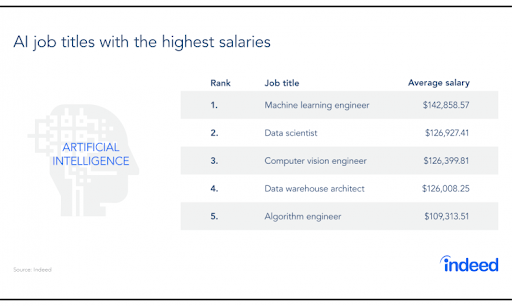 AI job titles with the highest salaries
Rank Job title Average salary
1. Machine learning engineer $142,858.57
2. Data scientist $126,927.41
3. Computer vision engineer $126,399.81
4. Data warehouse architect $126,008.25
5. Algorithm engineer $109,313.51
ARTIFICIAL
INTELLIGENCE
Source: Indeed
indeed